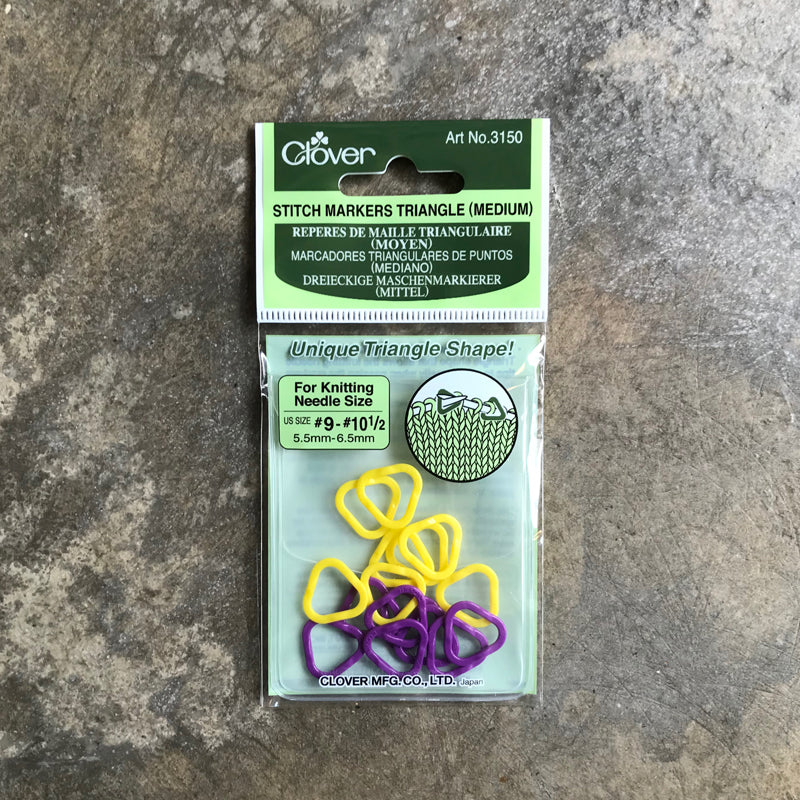 Clover
Art No.3150
STITCH MARKERS TRIANGLE (MEDIUM)
REPERES DE MAILLE TRIANGULAIRE
(MOYEN)
MARCADORES TRIANGULARES DE PUNTOS
(MEDIANO)
DREIECKIGE MASCHENMARKIERER
(MITTEL)
Unique Triangle Shape!
For Knitting
Needle Size
US SIZE #9-#10 1/2
5.5mm-6.5mm
CLOVER MFG.CO., LTD. Japan